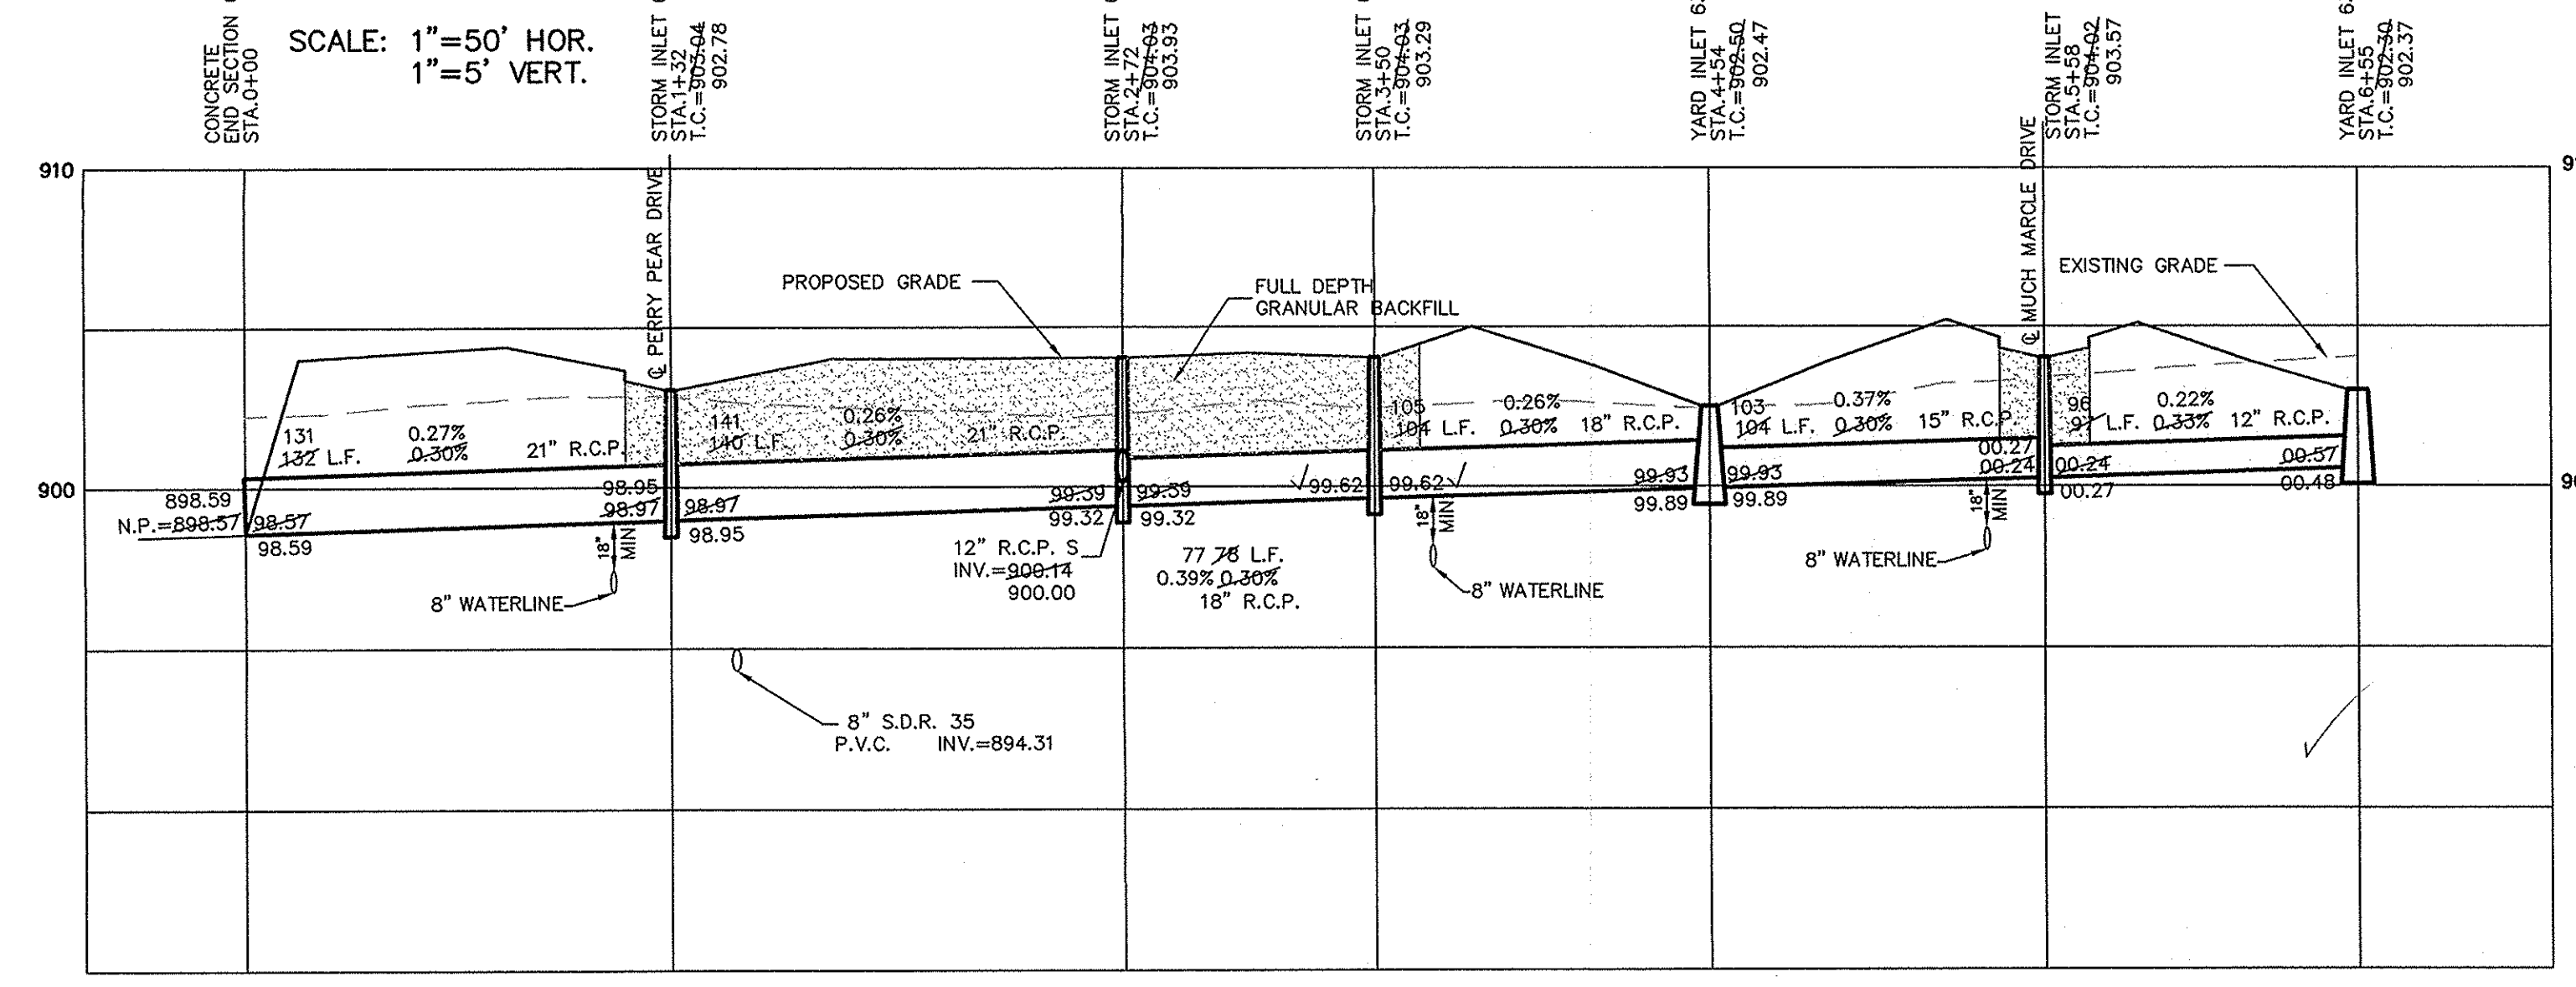 SCALE: 1"=50' HOR.
1"=5' VERT.
CONCRETE
END SECTION
STA.0+00
STORM INLET
STA.1+32
T.C.=903.04
902.78
STORM INLET
STA.2+72
T.C.=904.03
903.93
STORM INLET
STA.3+50
T.C.=904.03
903.29
YARD INLET
STA.4+54
T.C.=902.50
902.47
STORM INLET
STA.5+58
T.C.=904.02
903.57
YARD INLET
STA.6+55
T.C.=902.30
902.37
910
℄ PERRY PEAR DRIVE
℄ MUCH MARCLE DRIVE
PROPOSED GRADE
FULL DEPTH
GRANULAR BACKFILL
EXISTING GRADE
131
132 L.F.
0.27%
0.30%
21" R.C.P.
141
140 L.F.
0.26%
0.30%
21" R.C.P.
105
104 L.F.
0.26%
0.30%
18" R.C.P.
103
104 L.F.
0.37%
0.30%
15" R.C.P.
96
97 L.F.
0.22%
0.33%
12" R.C.P.
900
898.59
N.P.=898.57
98.57
98.59
98.95
98.97
98.97
98.95
99.39
99.32
99.39
99.32
99.62
99.62
99.93
99.89
99.93
99.89
00.27
00.24
00.24
00.27
00.57
00.48
18"
MIN
8" WATERLINE
12" R.C.P. S
INV.=900.14
900.00
77 78 L.F.
0.39% 0.30%
18" R.C.P.
18"
MIN
8" WATERLINE
18"
MIN
8" WATERLINE
8" S.D.R. 35
P.V.C. INV.=894.31